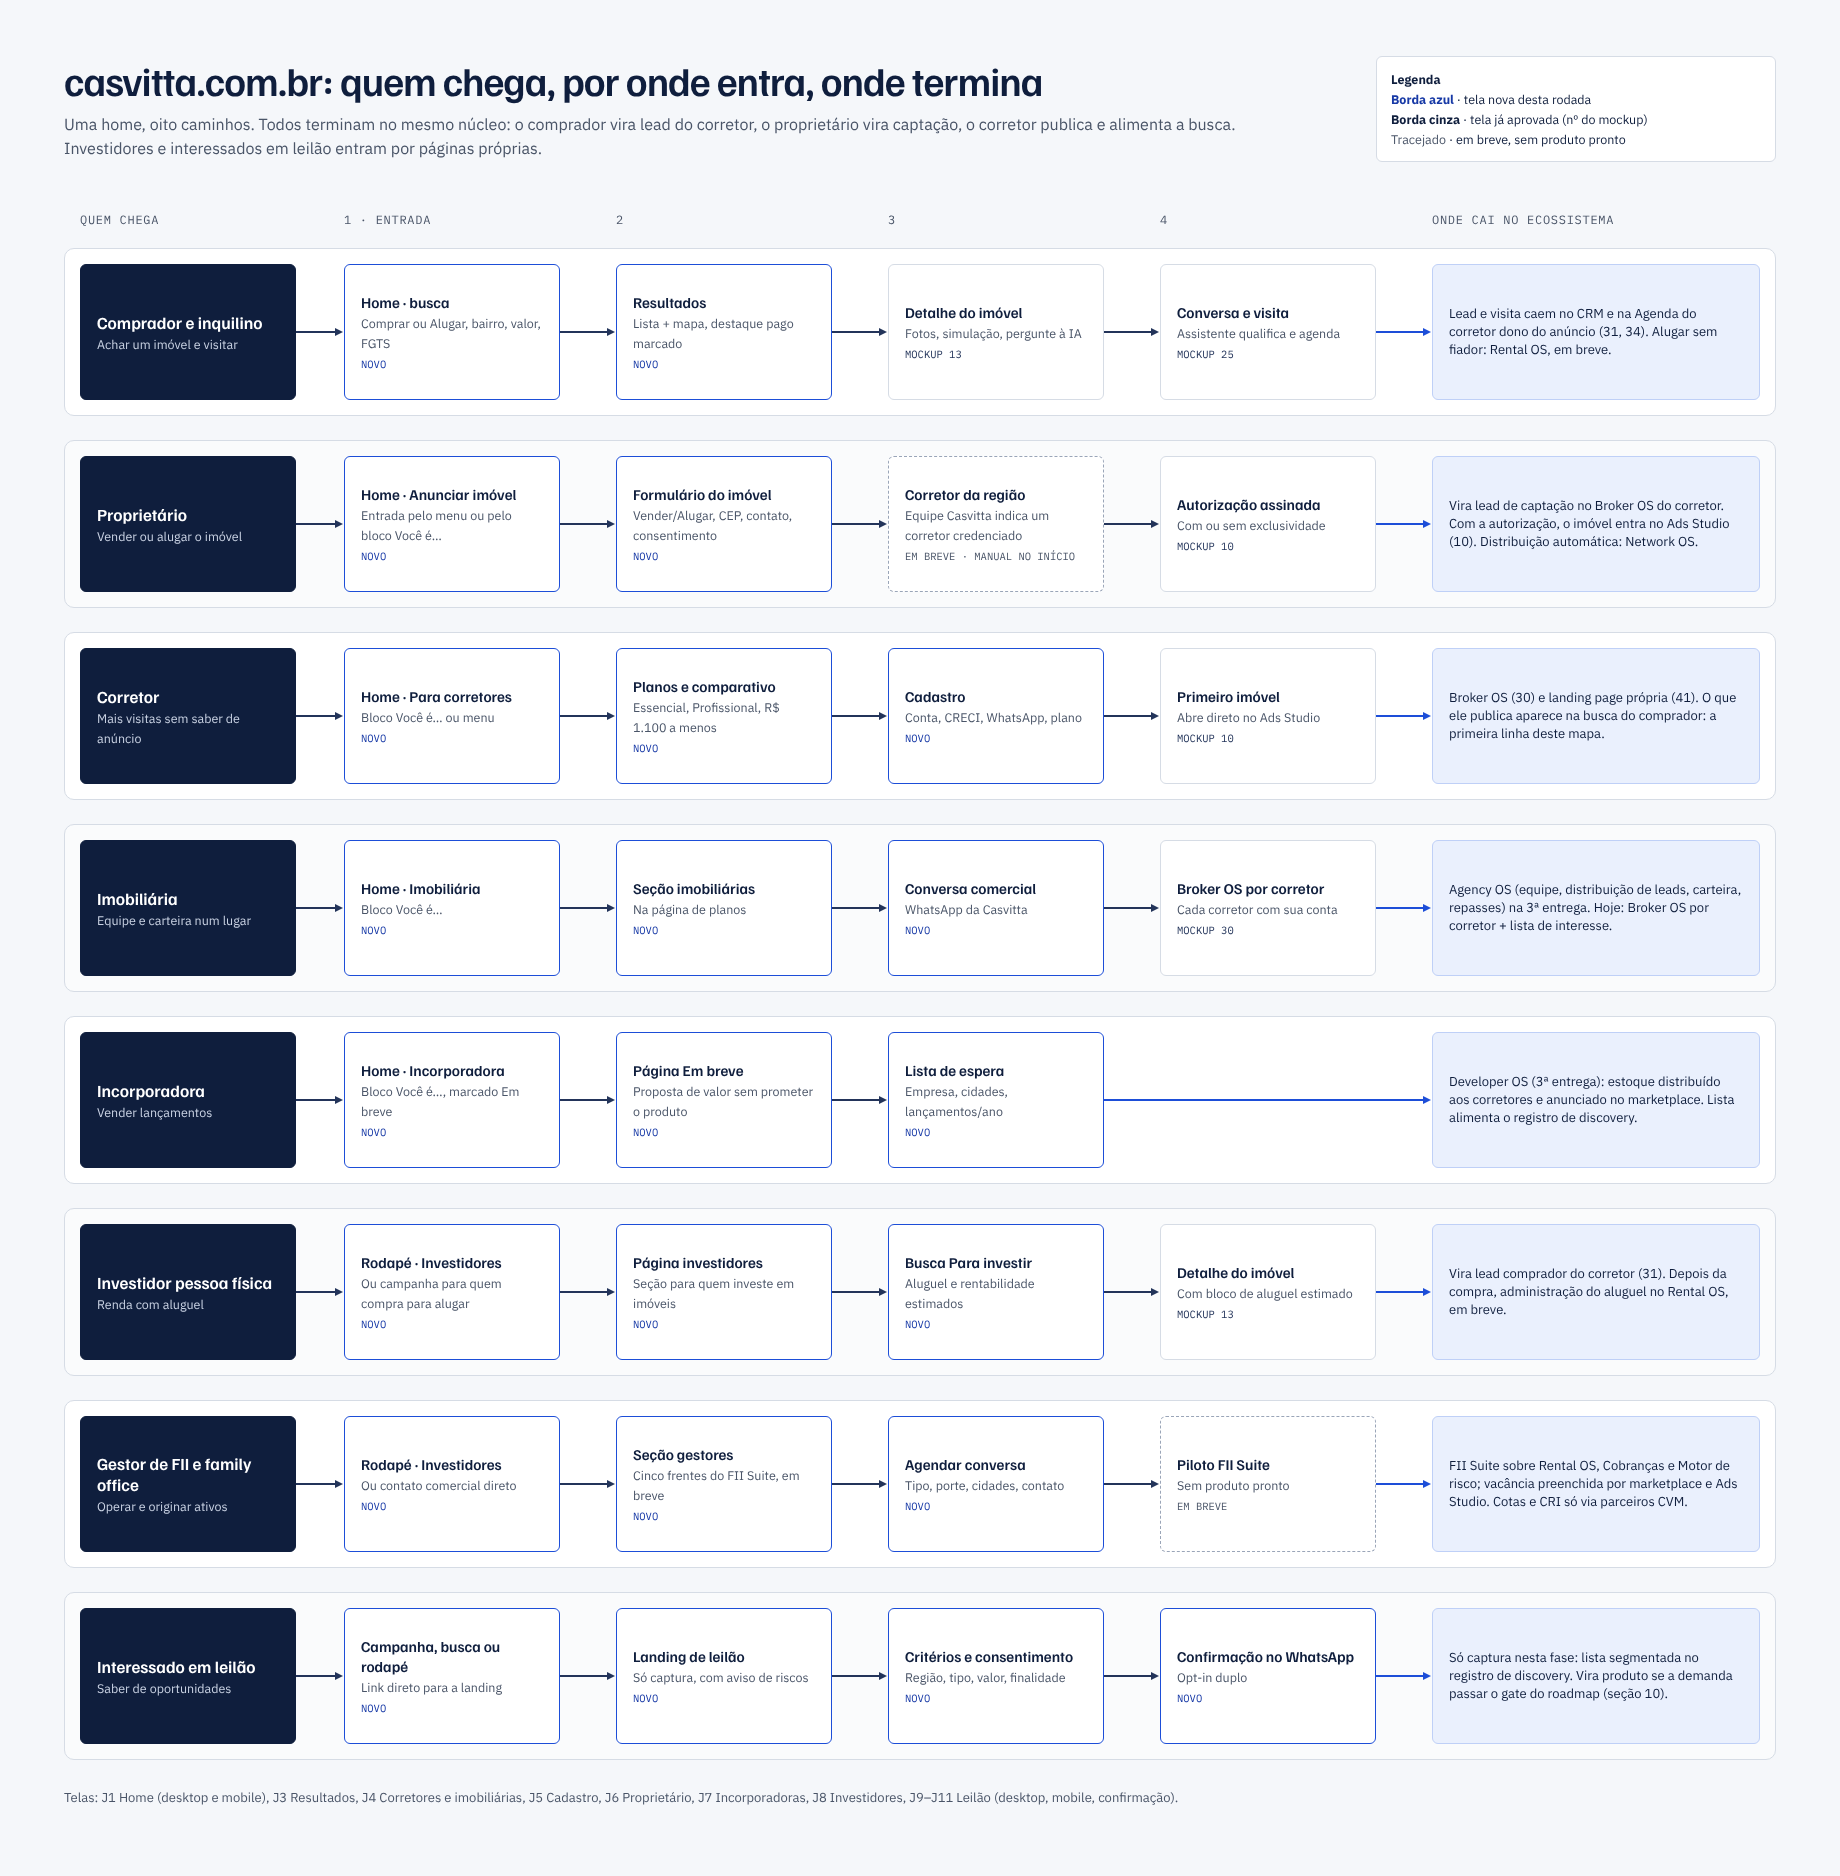 casvitta.com.br: quem chega, por onde entra, onde termina
Uma home, oito caminhos. Todos terminam no mesmo núcleo: o comprador vira lead do corretor, o proprietário vira captação, o corretor publica e alimenta a busca.
Investidores e interessados em leilão entram por páginas próprias.
Legenda
Borda azul · tela nova desta rodada
Borda cinza · tela já aprovada (nº do mockup)
Tracejado · em breve, sem produto pronto
QUEM CHEGA
1 · ENTRADA
2
3
4
ONDE CAI NO ECOSSISTEMA
Comprador e inquilino
Achar um imóvel e visitar
Home · busca
Comprar ou Alugar, bairro, valor,
FGTS
NOVO
Resultados
Lista + mapa, destaque pago
marcado
NOVO
Detalhe do imóvel
Fotos, simulação, pergunte à IA
MOCKUP 13
Conversa e visita
Assistente qualifica e agenda
MOCKUP 25
Lead e visita caem no CRM e na Agenda do
corretor dono do anúncio (31, 34). Alugar sem
fiador: Rental OS, em breve.
Proprietário
Vender ou alugar o imóvel
Home · Anunciar imóvel
Entrada pelo menu ou pelo
bloco Você é…
NOVO
Formulário do imóvel
Vender/Alugar, CEP, contato,
consentimento
NOVO
Corretor da região
Equipe Casvitta indica um
corretor credenciado
EM BREVE · MANUAL NO INÍCIO
Autorização assinada
Com ou sem exclusividade
MOCKUP 10
Vira lead de captação no Broker OS do corretor.
Com a autorização, o imóvel entra no Ads Studio
(10). Distribuição automática: Network OS.
Corretor
Mais visitas sem saber de
anúncio
Home · Para corretores
Bloco Você é… ou menu
NOVO
Planos e comparativo
Essencial, Profissional, R$
1.100 a menos
NOVO
Cadastro
Conta, CRECI, WhatsApp, plano
NOVO
Primeiro imóvel
Abre direto no Ads Studio
MOCKUP 10
Broker OS (30) e landing page própria (41). O que
ele publica aparece na busca do comprador: a
primeira linha deste mapa.
Imobiliária
Equipe e carteira num lugar
Home · Imobiliária
Bloco Você é…
NOVO
Seção imobiliárias
Na página de planos
NOVO
Conversa comercial
WhatsApp da Casvitta
NOVO
Broker OS por corretor
Cada corretor com sua conta
MOCKUP 30
Agency OS (equipe, distribuição de leads, carteira,
repasses) na 3ª entrega. Hoje: Broker OS por
corretor + lista de interesse.
Incorporadora
Vender lançamentos
Home · Incorporadora
Bloco Você é…, marcado Em
breve
NOVO
Página Em breve
Proposta de valor sem prometer
o produto
NOVO
Lista de espera
Empresa, cidades,
lançamentos/ano
NOVO
Developer OS (3ª entrega): estoque distribuído
aos corretores e anunciado no marketplace. Lista
alimenta o registro de discovery.
Investidor pessoa física
Renda com aluguel
Rodapé · Investidores
Ou campanha para quem
compra para alugar
NOVO
Página investidores
Seção para quem investe em
imóveis
NOVO
Busca Para investir
Aluguel e rentabilidade
estimados
NOVO
Detalhe do imóvel
Com bloco de aluguel estimado
MOCKUP 13
Vira lead comprador do corretor (31). Depois da
compra, administração do aluguel no Rental OS,
em breve.
Gestor de FII e family
office
Operar e originar ativos
Rodapé · Investidores
Ou contato comercial direto
NOVO
Seção gestores
Cinco frentes do FII Suite, em
breve
NOVO
Agendar conversa
Tipo, porte, cidades, contato
NOVO
Piloto FII Suite
Sem produto pronto
EM BREVE
FII Suite sobre Rental OS, Cobranças e Motor de
risco; vacância preenchida por marketplace e Ads
Studio. Cotas e CRI só via parceiros CVM.
Interessado em leilão
Saber de oportunidades
Campanha, busca ou
rodapé
Link direto para a landing
NOVO
Landing de leilão
Só captura, com aviso de riscos
NOVO
Critérios e consentimento
Região, tipo, valor, finalidade
NOVO
Confirmação no WhatsApp
Opt-in duplo
NOVO
Só captura nesta fase: lista segmentada no
registro de discovery. Vira produto se a demanda
passar o gate do roadmap (seção 10).
Telas: J1 Home (desktop e mobile), J3 Resultados, J4 Corretores e imobiliárias, J5 Cadastro, J6 Proprietário, J7 Incorporadoras, J8 Investidores, J9–J11 Leilão (desktop, mobile, confirmação).